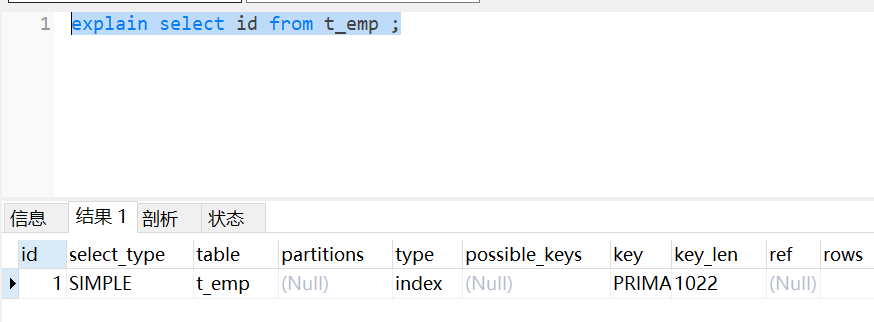 1 explain select id from t_emp ;
信息 结果 1 剖析 状态
id select_type table partitions type possible_keys key key_len ref rows
1 SIMPLE t_emp (Null) index (Null) PRIMA 1022 (Null)